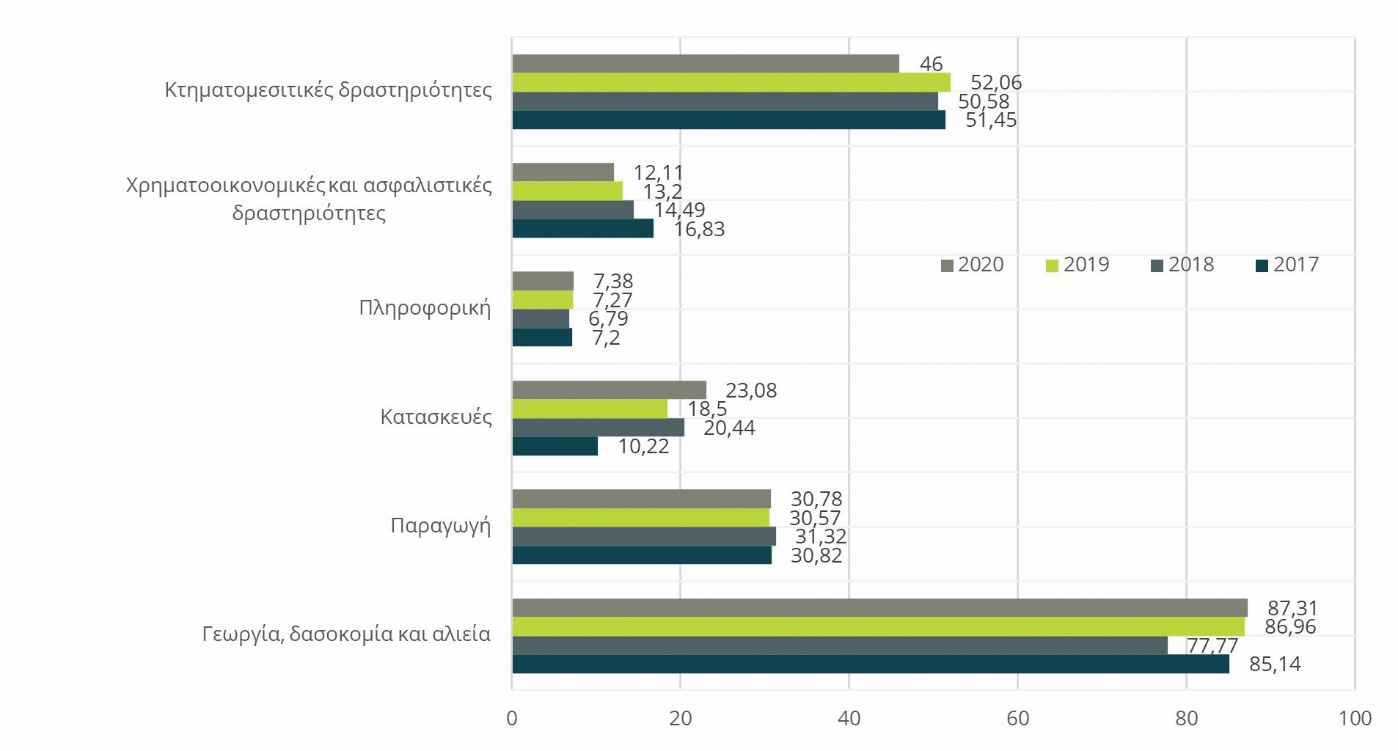 46
52,06
Κτηματομεσιτικές δραστηριότητες
50,58
51,45
12,11
Χρηματοοικονομικές και ασφαλιστικές
13,2
δραστηριότητες
14,49
16,83
2020 2019 2018 2017
7,38
7,27
Πληροφορική
6,79
7,2
23,08
18,5
Κατασκευές
20,44
10,22
30,78
30,57
Παραγωγή
31,32
30,82
87,31
86,96
Γεωργία, δασοκομία και αλιεία
77,77
85,14
0 20 40 60 80 100